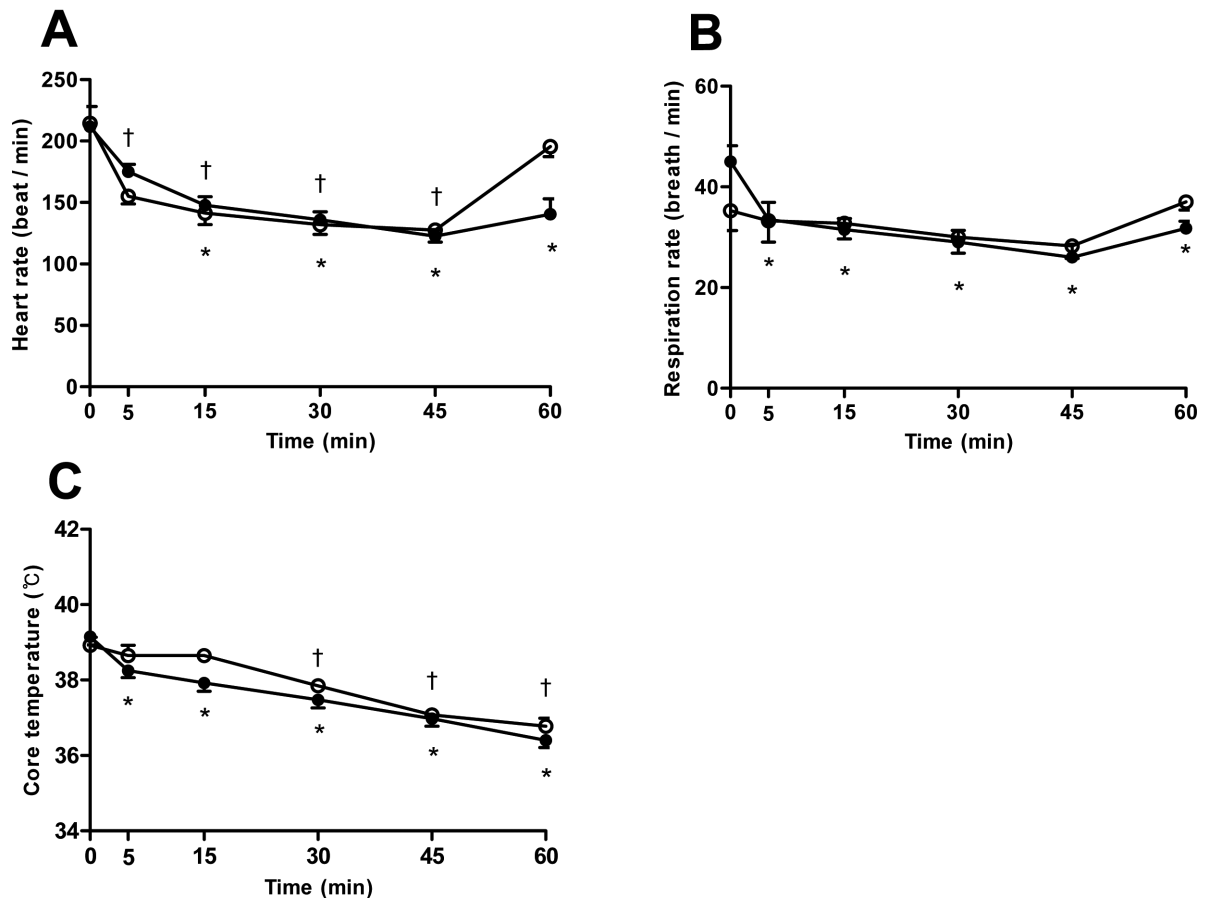 A
Heart rate (beat / min)
250
200
150
100
50
0
† † † †
* * * *
0 5 15 30 45 60
Time (min)
B
Respiration rate (breath / min)
60
40
20
0
* * * * *
0 5 15 30 45 60
Time (min)
C
Core temperature (℃)
42
40
38
36
34
† † †
* * * * *
0 5 15 30 45 60
Time (min)